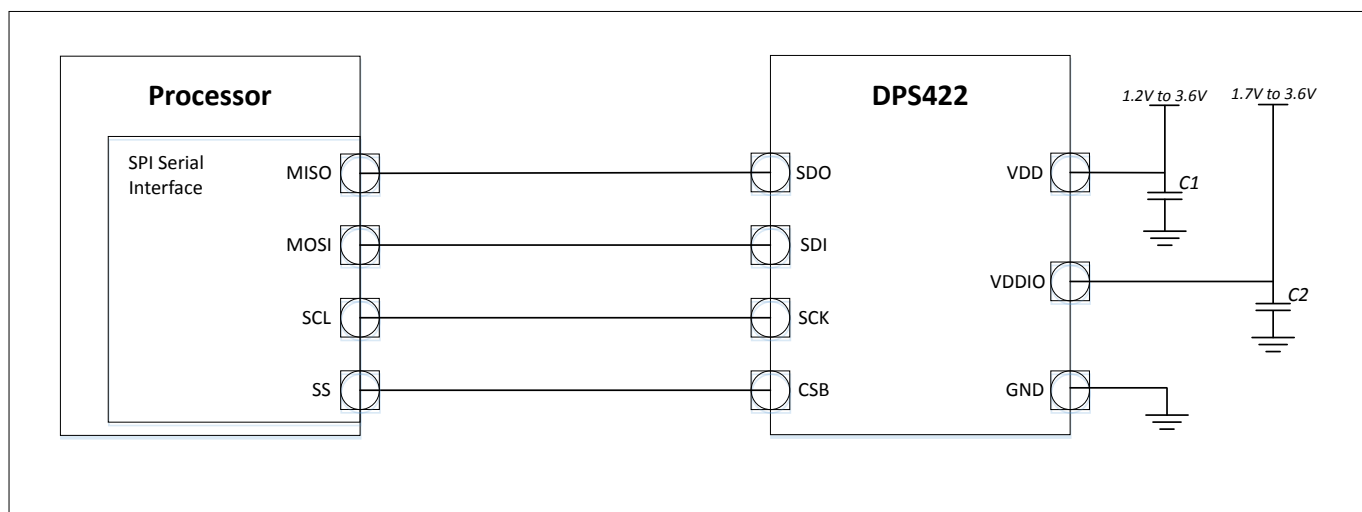 Processor
SPI Serial
Interface
MISO
MOSI
SCL
SS
DPS422
SDO
SDI
SCK
CSB
VDD
VDDIO
GND
1.2V to 3.6V
1.7V to 3.6V
C1
C2